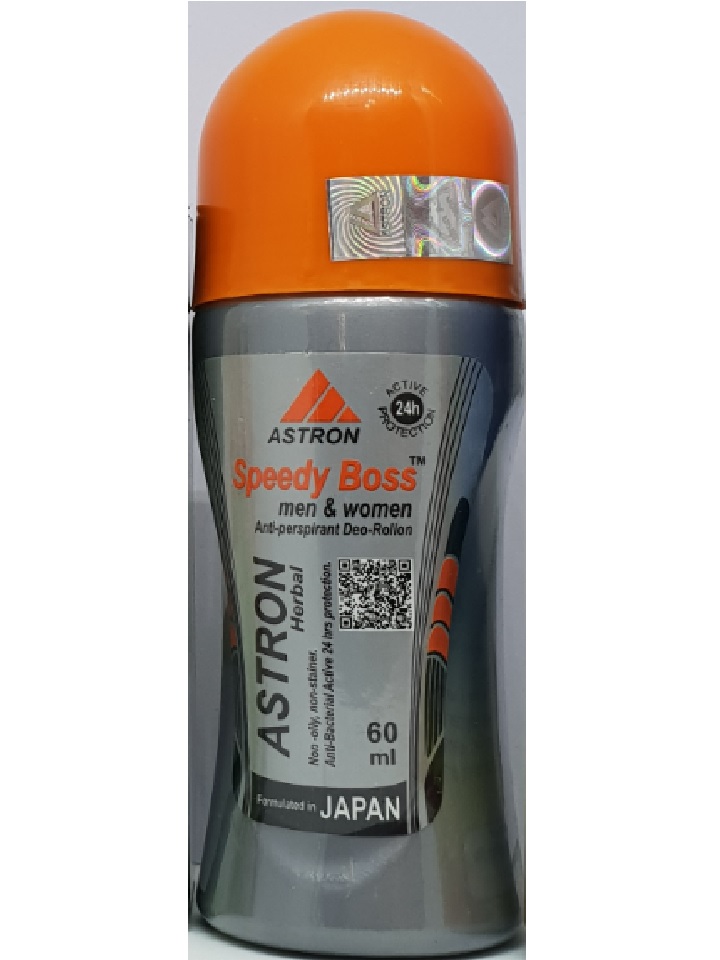 ASTRON
ASTRON
ACTIVE
24h
PROTECTION
Speedy Boss™
men & women
Anti-perspirant Deo-Rollon
ASTRON
Herbal
Non -oily, non-stainer.
Anti-Bacterial Active 24 hrs protection.
60
ml
Formulated in JAPAN